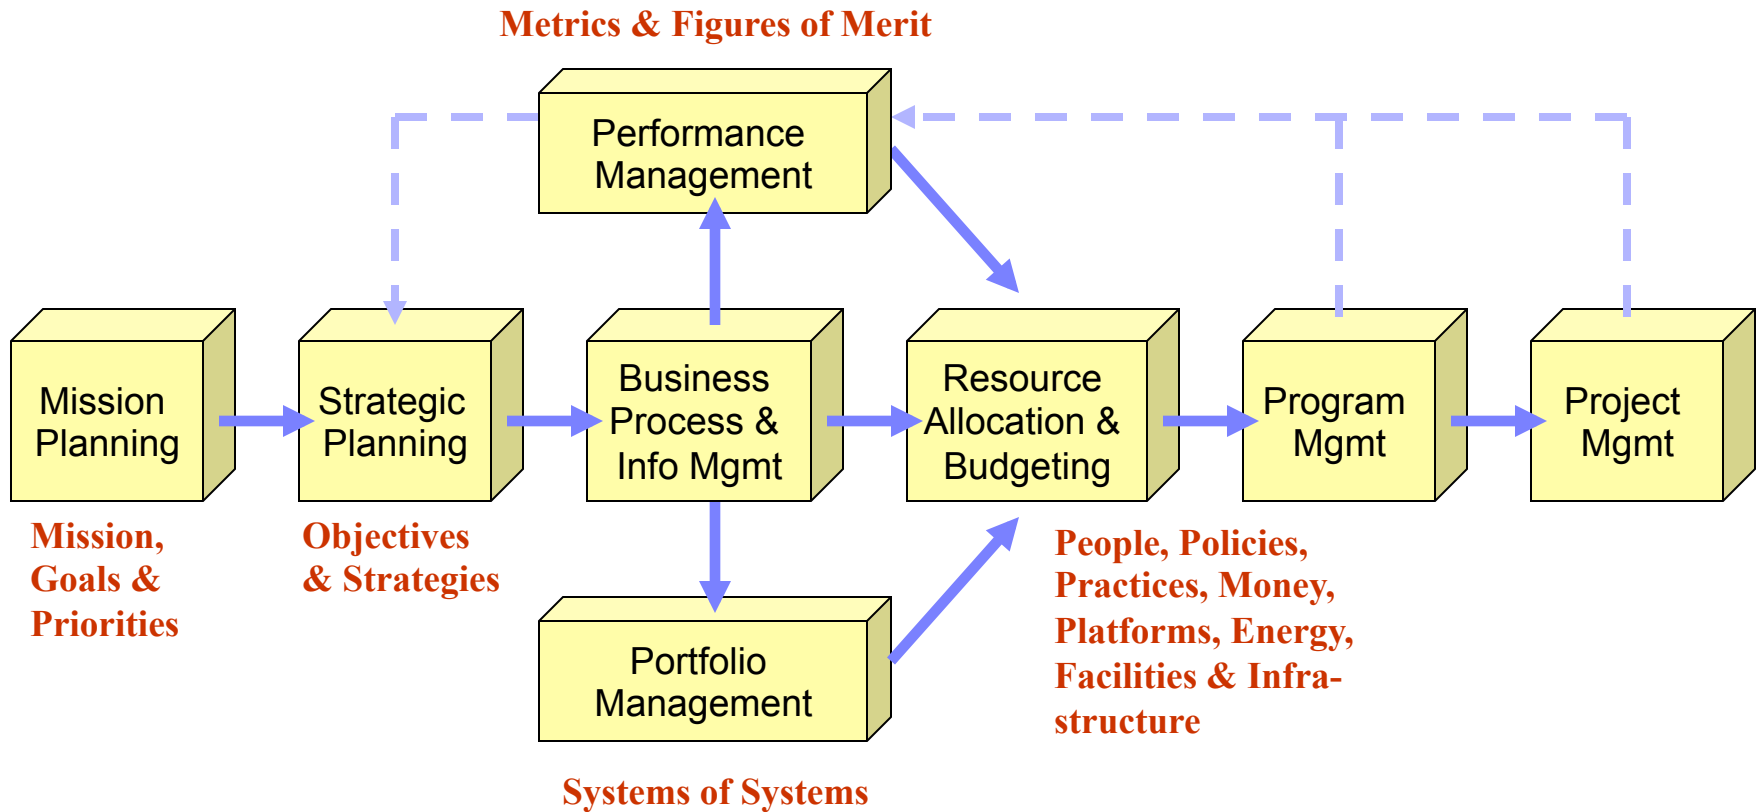 Metrics & Figures of Merit
Performance
Management
Mission
Planning
Strategic
Planning
Business
Process &
Info Mgmt
Resource
Allocation &
Budgeting
Program
Mgmt
Project
Mgmt
Mission,
Goals &
Priorities
Objectives
& Strategies
People, Policies,
Practices, Money,
Platforms, Energy,
Facilities & Infra-
structure
Portfolio
Management
Systems of Systems